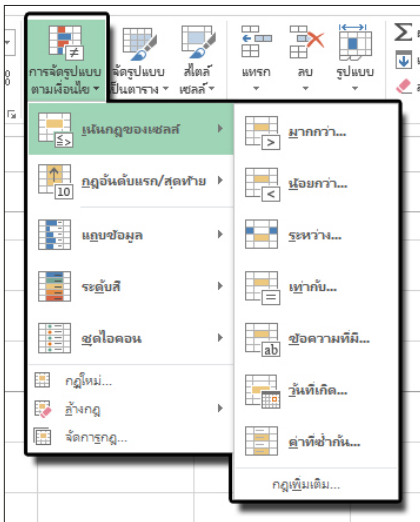 การจัดรูปแบบ
ตามเงื่อนไข
จัดรูปแบบ
เป็นตาราง
สไตล์
เซลล์
แทรก
ลบ
รูปแบบ
เน้นกฎของเซลล์
กฎอันดับแรก/สุดท้าย
10
แถบข้อมูล
ระดับสี
ชุดไอคอน
กฎใหม่...
ล้างกฎ
จัดการกฎ...
มากกว่า...
น้อยกว่า...
ระหว่าง...
เท่ากับ...
ข้อความที่มี...
ab
วันที่เกิด...
ค่าที่ซ้ำกัน...
กฎเพิ่มเติม...